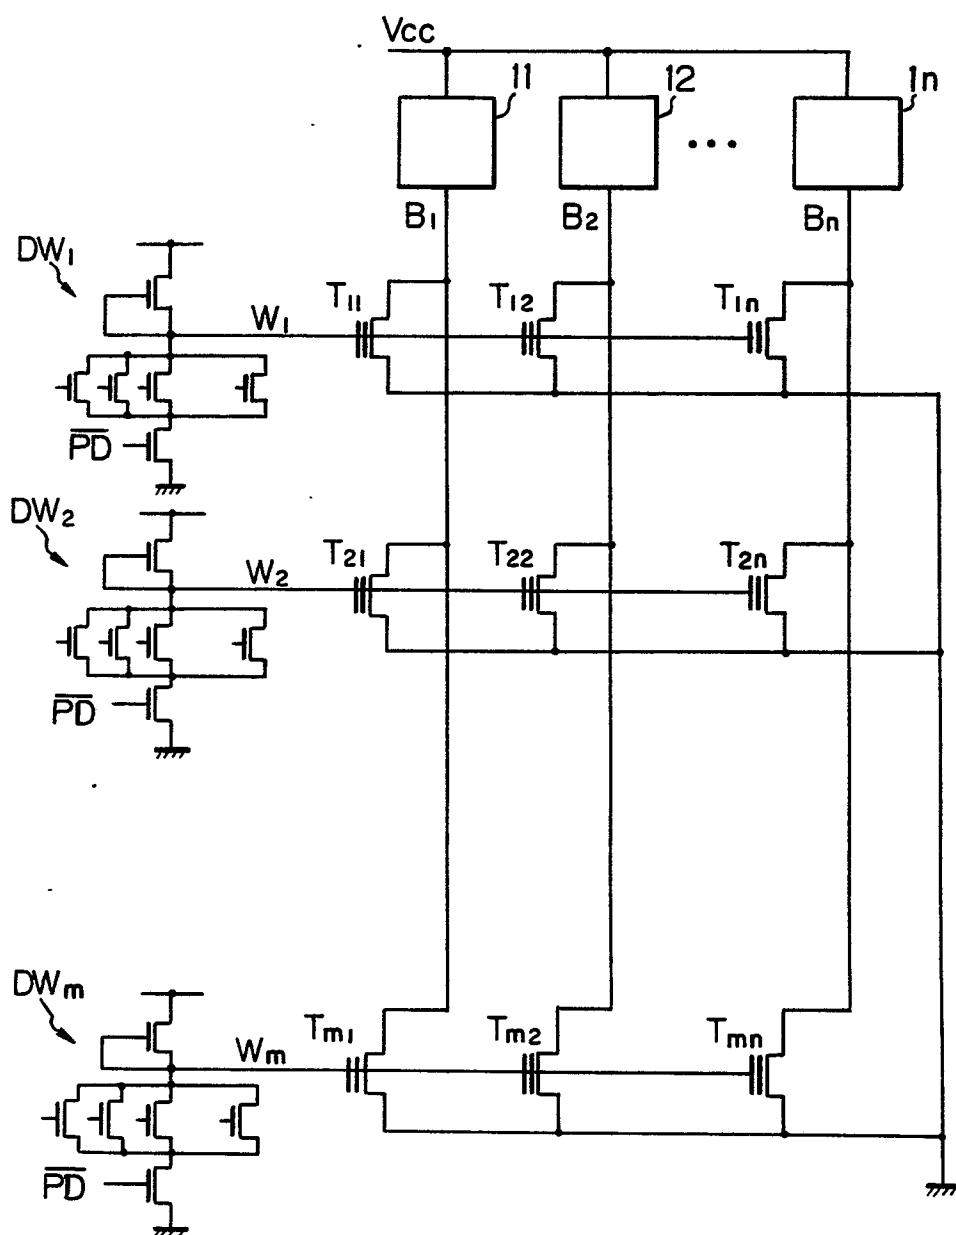 Vcc
11 12 1n
B1 B2 Bn
DW1
T11 T12 T1n
W1
PD
DW2
T21 T22 T2n
W2
PD
DWm
Tm1 Tm2 Tmn
Wm
PD